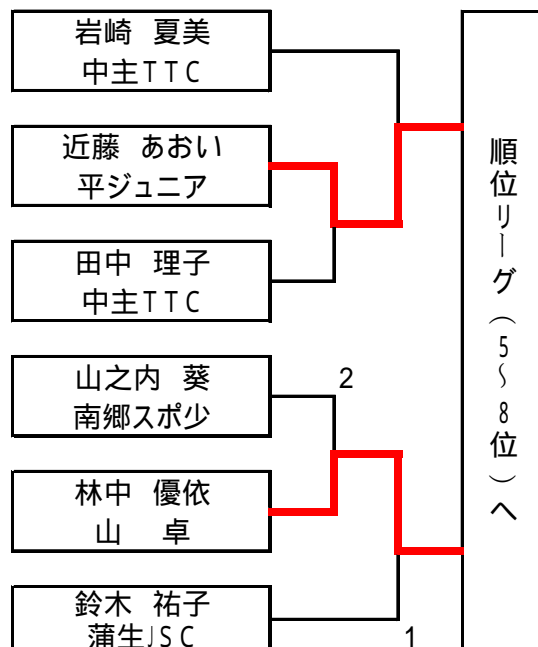 岩崎 夏美
中主TTC
近藤 あおい
平ジュニア
田中 理子
中主TTC
山之内 葵
南郷スポ少
林中 優依
山 卓
鈴木 祐子
蒲生JSC
2
1
順位リーグ(5~8位)へ